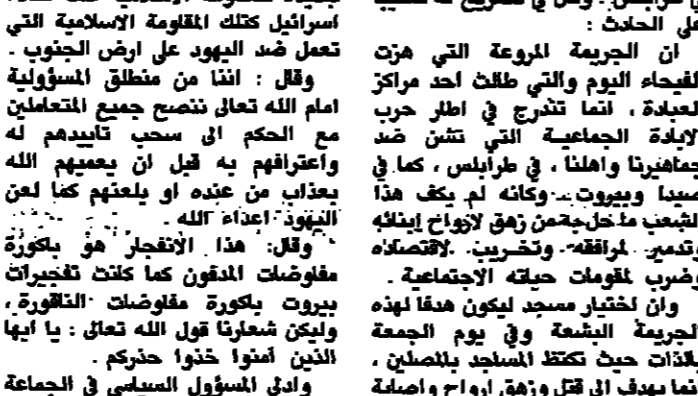 على الحادث :
ان الجريمة المروعة التي هزت
الفيحاء اليوم والتي طالت احد مراكز
العبادة ، انما تندرج في اطار حرب
الابادة الجماعية التي تشن ضد
جماهيرنا واهلنا ، في طرابلس ، كما في
صيدا وبيروت وكأنه لم يكف هذا
الشعب ما حل به من زهق لارواح ابنائه
وتدمير لمرافقه وتخريب لاقتصاده
وضرب لمقومات حياته الاجتماعية .
وان اختيار مسجد ليكون هدفا لهذه
الجريمة البشعة وفي يوم الجمعة
بالذات حيث تكتظ المساجد بالمصلين ،
انما يهدف الى قتل وزهق ارواح واصابة
اسرائيل كتلك المقاومة الاسلامية التي
تعمل ضد اليهود على ارض الجنوب .
وقال : اننا من منطلق المسؤولية
امام الله تعالى ننصح جميع المتعاملين
مع الحكم الى سحب تاييدهم له
واعترافهم به قبل ان يعميهم الله
بعذاب من عنده او يلعنهم كما لعن
اليهود اعداء الله .
وقال: هذا الانفجار هو باكورة
مفاوضات المدفون كما كانت تفجيرات
بيروت باكورة مفاوضات الناقورة ،
وليكن شعارنا قول الله تعالى : يا ايها
الذين آمنوا خذوا حذركم .
وادلى المسؤول السياسي في الجماعة